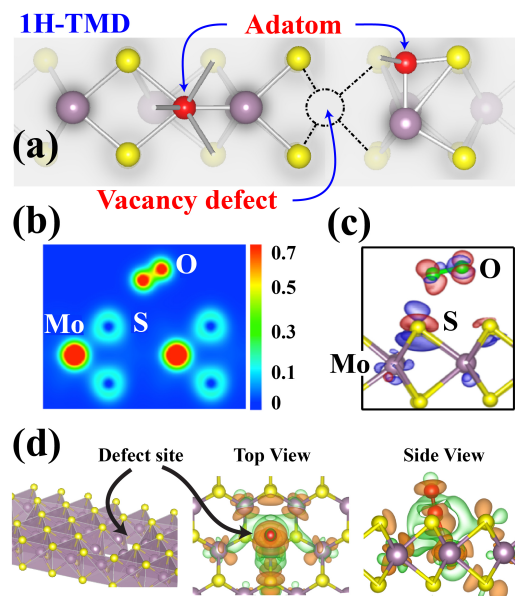 1H-TMD
Adatom
(a)
Vacancy defect
(b)
(c)
O
Mo
S
0.7
0.5
0.3
0.1
0
O
S
Mo
(d)
Defect site
Top View
Side View